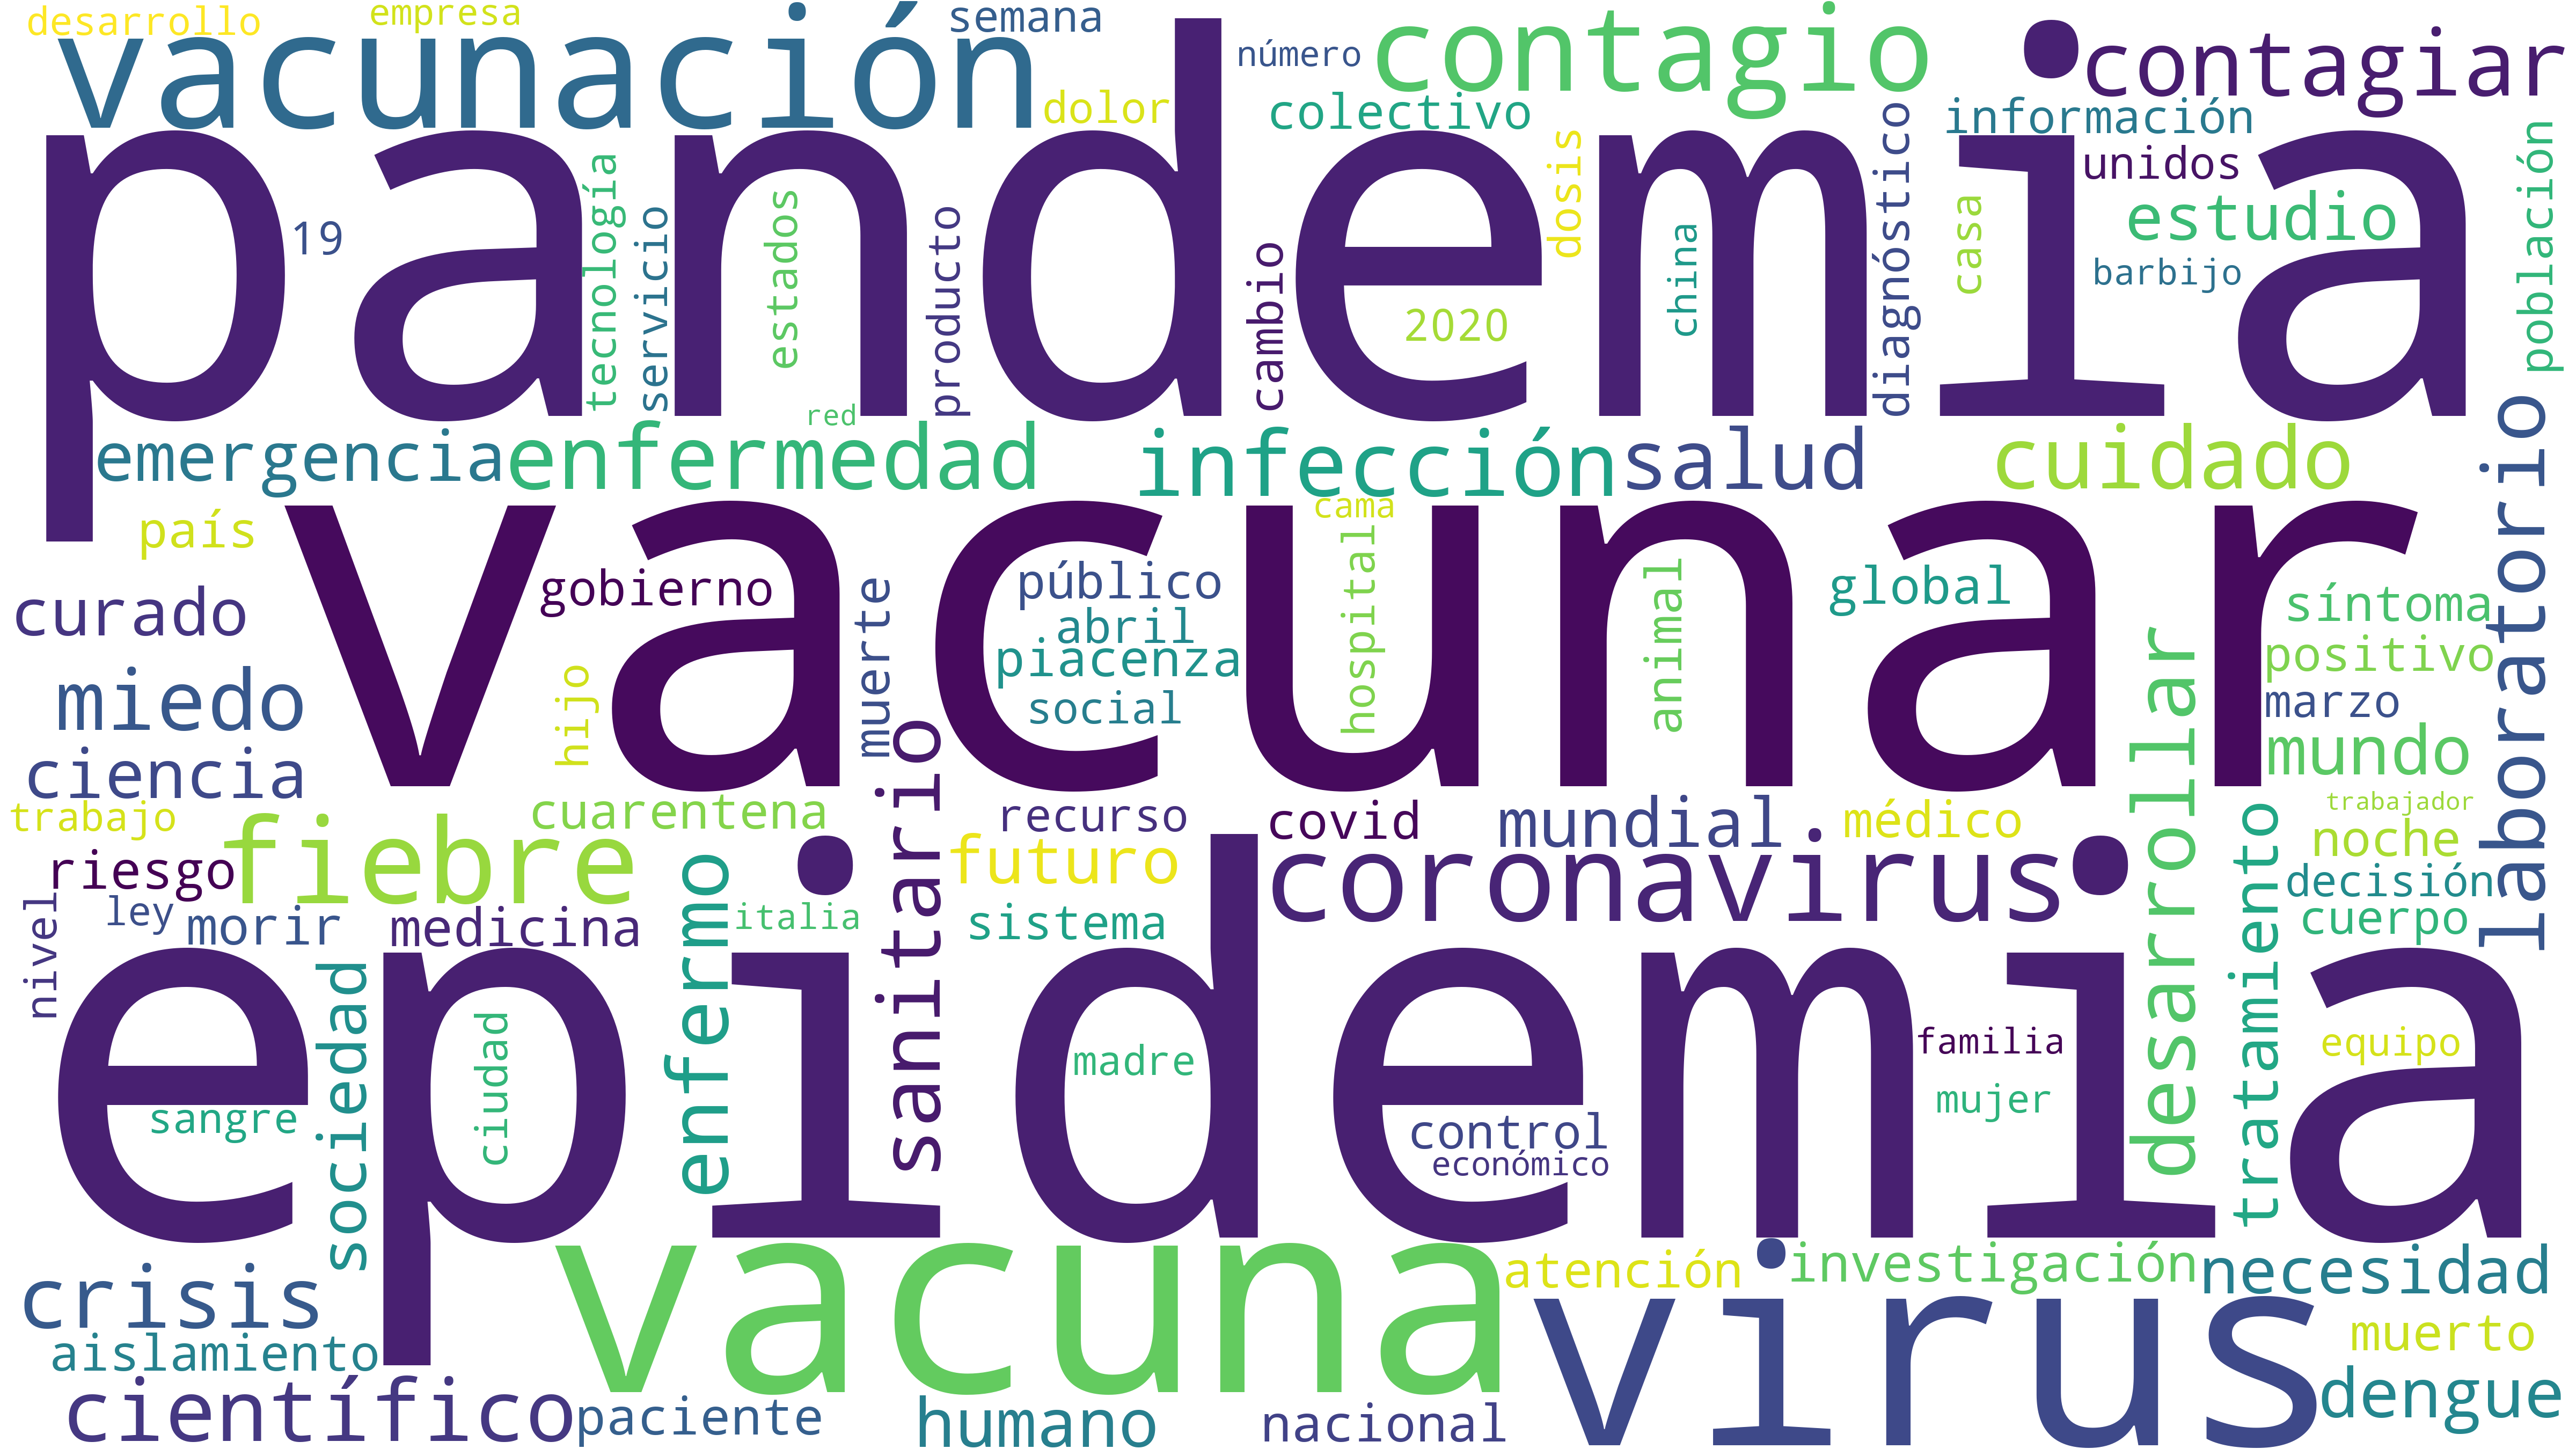 desarrollo
empresa
semana
vacunación
número
contagio
contagiar
dolor
colectivo
información
pandemia
unidos
19
tecnología
servicio
estados
producto
cambio
dosis
2020
china
diagnóstico
casa
estudio
barbijo
población
red
emergencia
enfermedad
infección
salud
cuidado
laboratorio
cama
país
vacunar
curado
gobierno
muerte
público
abril
piacenza
social
hospital
animal
global
síntoma
positivo
marzo
mundo
miedo
hijo
ciencia
trabajo
cuarentena
sanitario
recurso
covid
mundial
médico
desarrollar
trabajador
noche
fiebre
riesgo
futuro
coronavirus
tratamiento
decisión
cuerpo
nivel
ley
morir
medicina
enfermo
italia
sistema
epidemia
sociedad
ciudad
sangre
madre
familia
mujer
equipo
control
económico
vacuna
atención
investigación
necesidad
crisis
virus
muerto
aislamiento
dengue
científico
paciente
humano
nacional